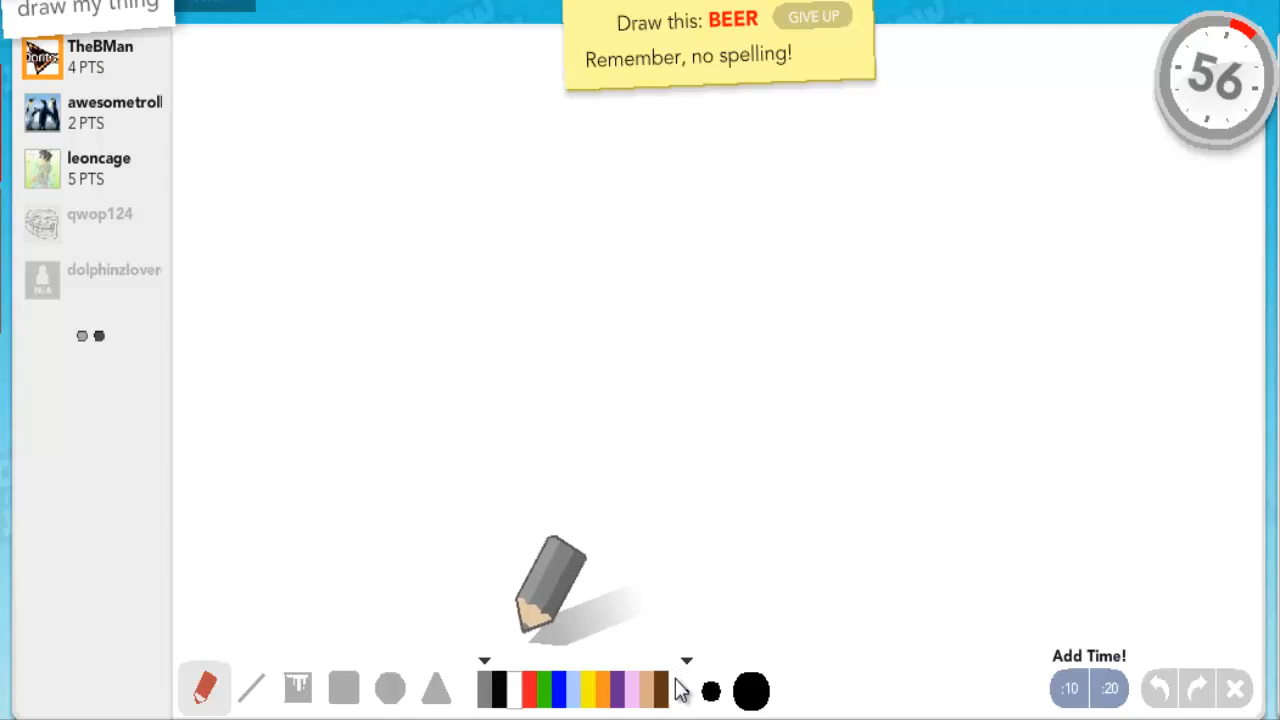 draw my thing
Draw this: BEER GIVE UP
Remember, no spelling!
56
TheBMan
4 PTS
awesometroll
2 PTS
leoncage
5 PTS
qwop124
dolphinzlover
N/A
Doritos
Add Time!
:10 :20